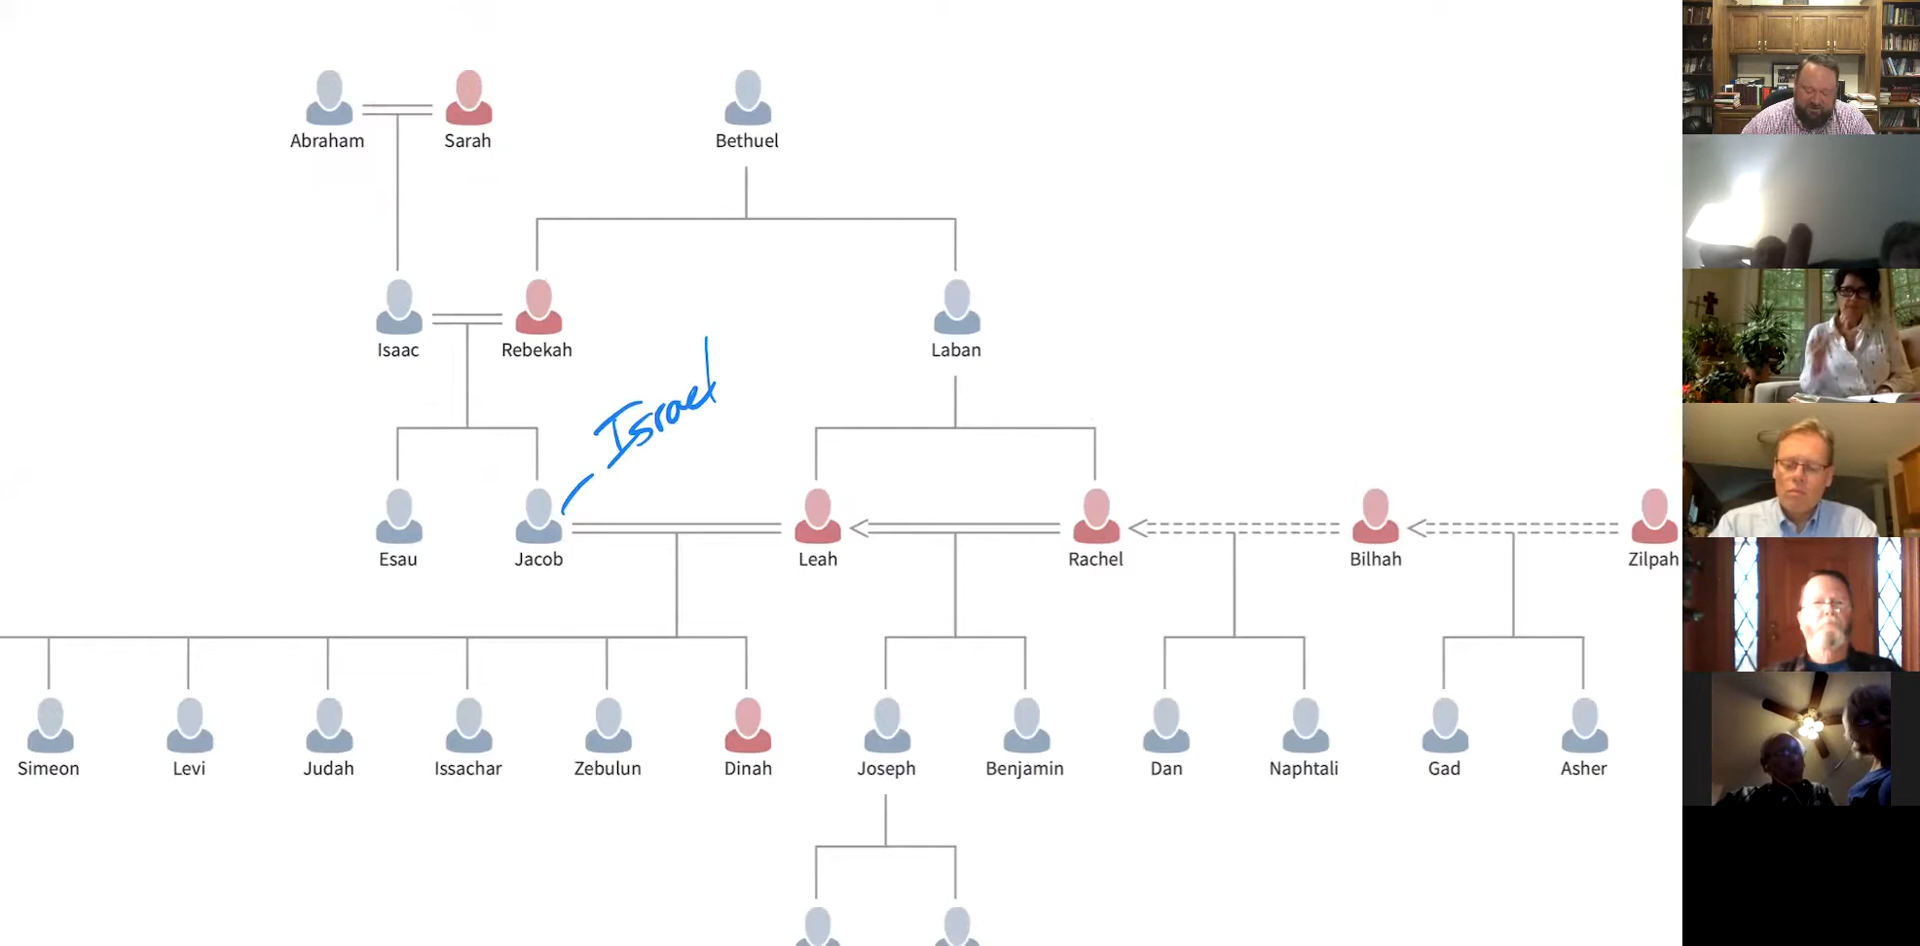 Abraham
Sarah
Bethuel
Isaac
Rebekah
Laban
Israel
Esau
Jacob
Leah
Rachel
Bilhah
Zilpah
Simeon
Levi
Judah
Issachar
Zebulun
Dinah
Joseph
Benjamin
Dan
Naphtali
Gad
Asher